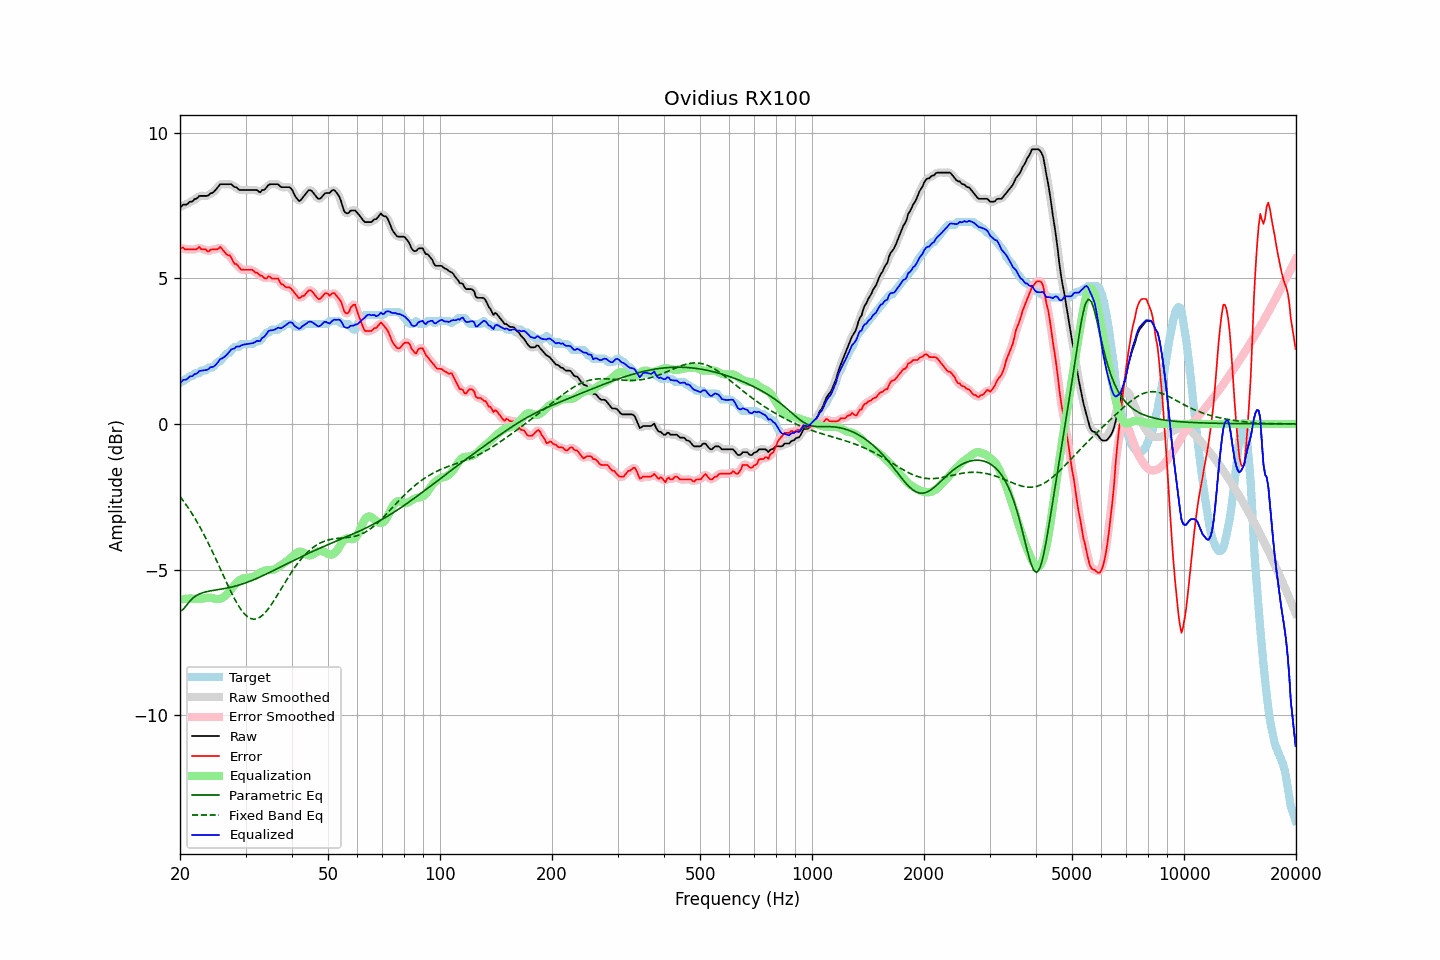 Ovidius RX100
10
5
0
−5
−10
Amplitude (dBr)
Target
Raw Smoothed
Error Smoothed
Raw
Error
Equalization
Parametric Eq
Fixed Band Eq
Equalized
20 50 100 200 500 1000 2000 5000 10000 20000
Frequency (Hz)